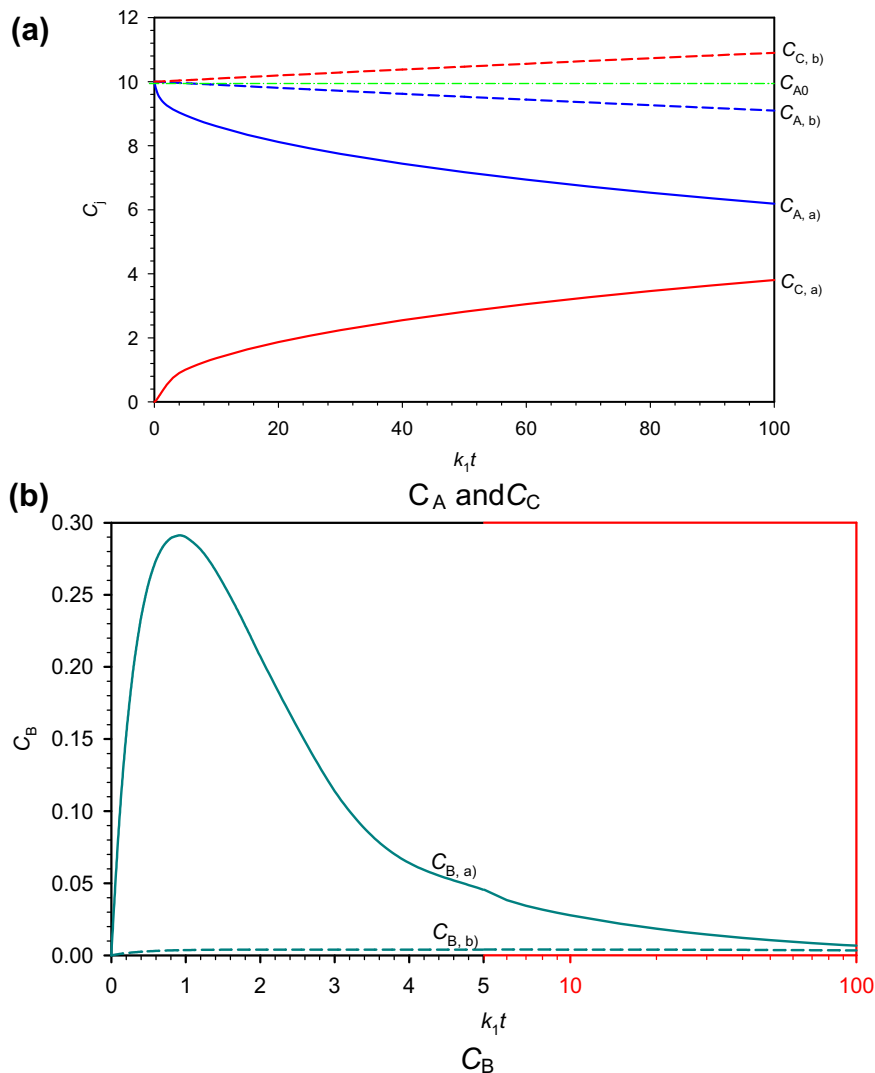 (a)
12
10
8
6
4
2
0
C_j
C_C, b)
C_A0
C_A, b)
C_A, a)
C_C, a)
0 20 40 60 80 100
k_1t
C_A andC_C
(b)
0.30
0.25
0.20
0.15
0.10
0.05
0.00
C_B
C_B, a)
C_B, b)
0 1 2 3 4 5 10 100
k_1t
C_B